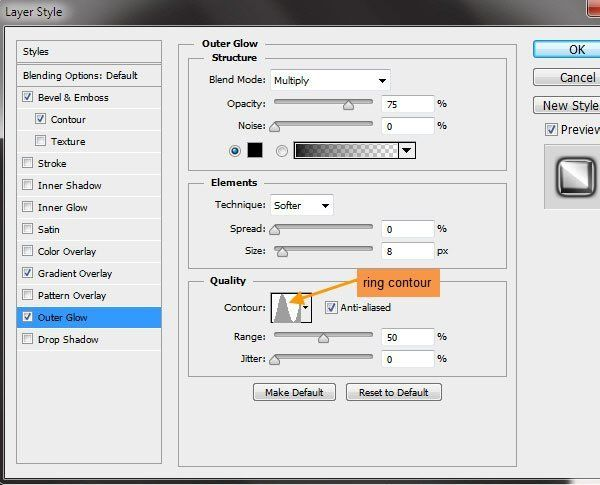 Layer Style
Styles
Blending Options: Default
Bevel & Emboss
Contour
Texture
Stroke
Inner Shadow
Inner Glow
Satin
Color Overlay
Gradient Overlay
Pattern Overlay
Outer Glow
Drop Shadow
Outer Glow
Structure
Blend Mode: Multiply
Opacity: 75 %
Noise: 0 %
Elements
Technique: Softer
Spread: 0 %
Size: 8 px
Quality
ring contour
Contour: Anti-aliased
Range: 50 %
Jitter: 0 %
Make Default Reset to Default
OK
Cancel
New Style
Preview